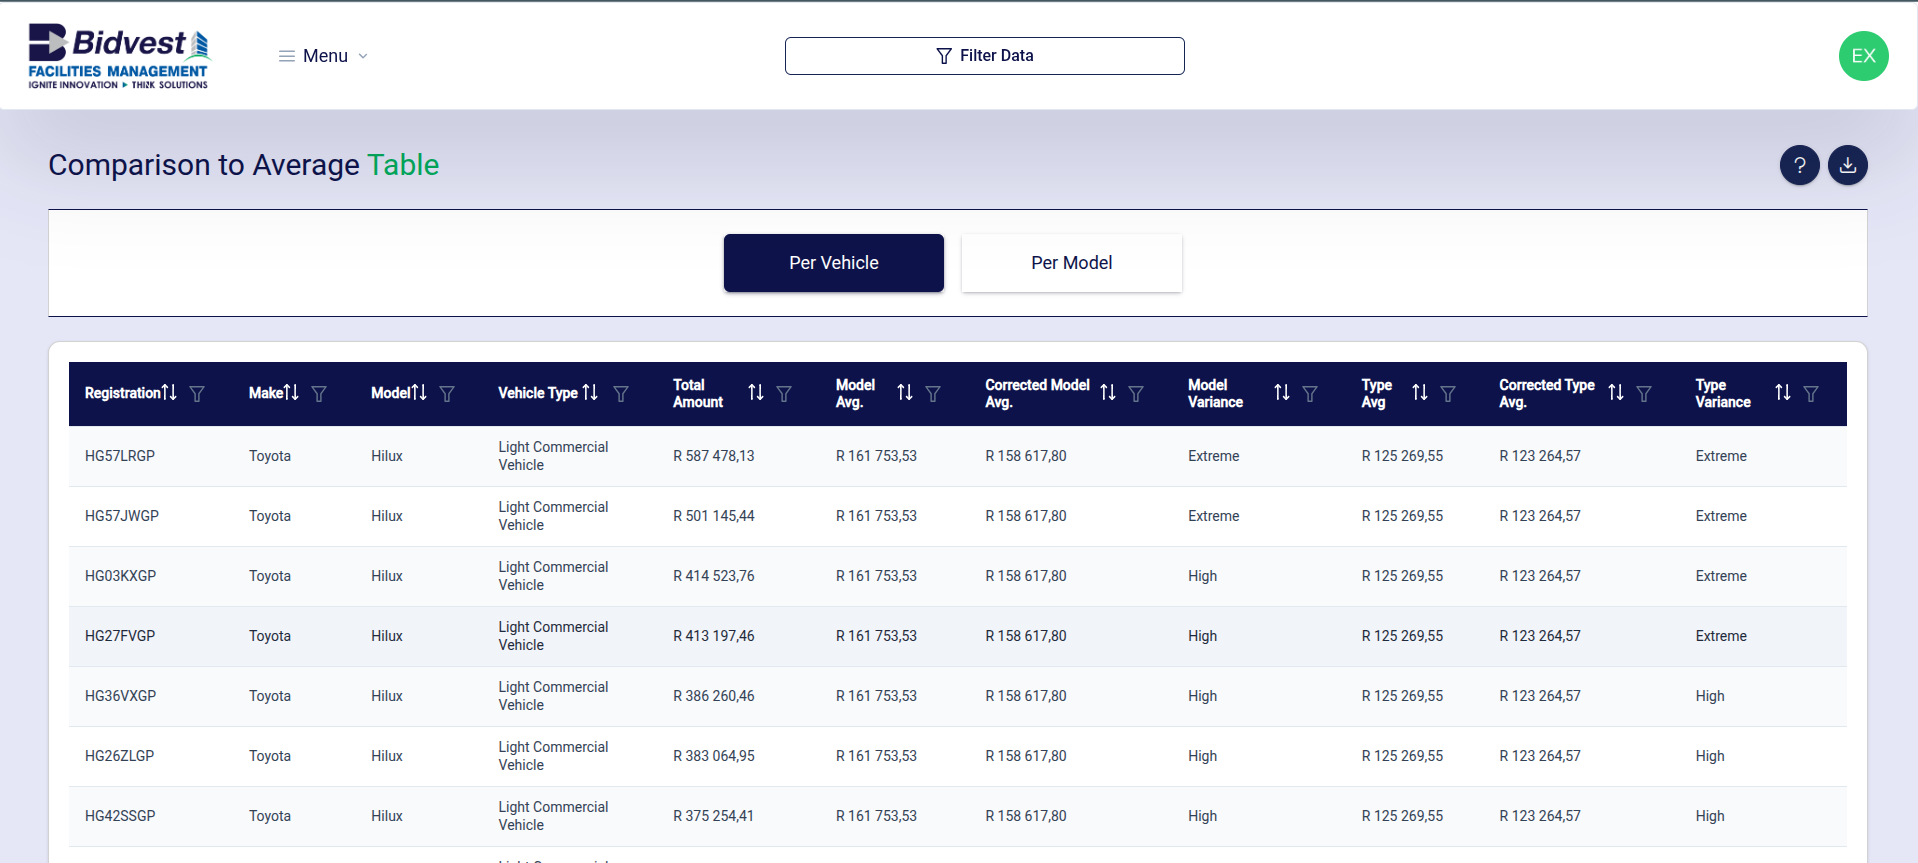 Bidvest
FACILITIES MANAGEMENT
IGNITE INNOVATION ▸ THI2K SOLUTIONS
Menu
Filter Data
EX
Comparison to Average Table
?
Per Vehicle Per Model
Registration Make Model Vehicle Type Total Amount Model Avg. Corrected Model Avg. Model Variance Type Avg Corrected Type Avg. Type Variance
HG57LRGP Toyota Hilux Light Commercial Vehicle R 587 478,13 R 161 753,53 R 158 617,80 Extreme R 125 269,55 R 123 264,57 Extreme
HG57JWGP Toyota Hilux Light Commercial Vehicle R 501 145,44 R 161 753,53 R 158 617,80 Extreme R 125 269,55 R 123 264,57 Extreme
HG03KXGP Toyota Hilux Light Commercial Vehicle R 414 523,76 R 161 753,53 R 158 617,80 High R 125 269,55 R 123 264,57 Extreme
HG27FVGP Toyota Hilux Light Commercial Vehicle R 413 197,46 R 161 753,53 R 158 617,80 High R 125 269,55 R 123 264,57 Extreme
HG36VXGP Toyota Hilux Light Commercial Vehicle R 386 260,46 R 161 753,53 R 158 617,80 High R 125 269,55 R 123 264,57 High
HG26ZLGP Toyota Hilux Light Commercial Vehicle R 383 064,95 R 161 753,53 R 158 617,80 High R 125 269,55 R 123 264,57 High
HG42SSGP Toyota Hilux Light Commercial Vehicle R 375 254,41 R 161 753,53 R 158 617,80 High R 125 269,55 R 123 264,57 High